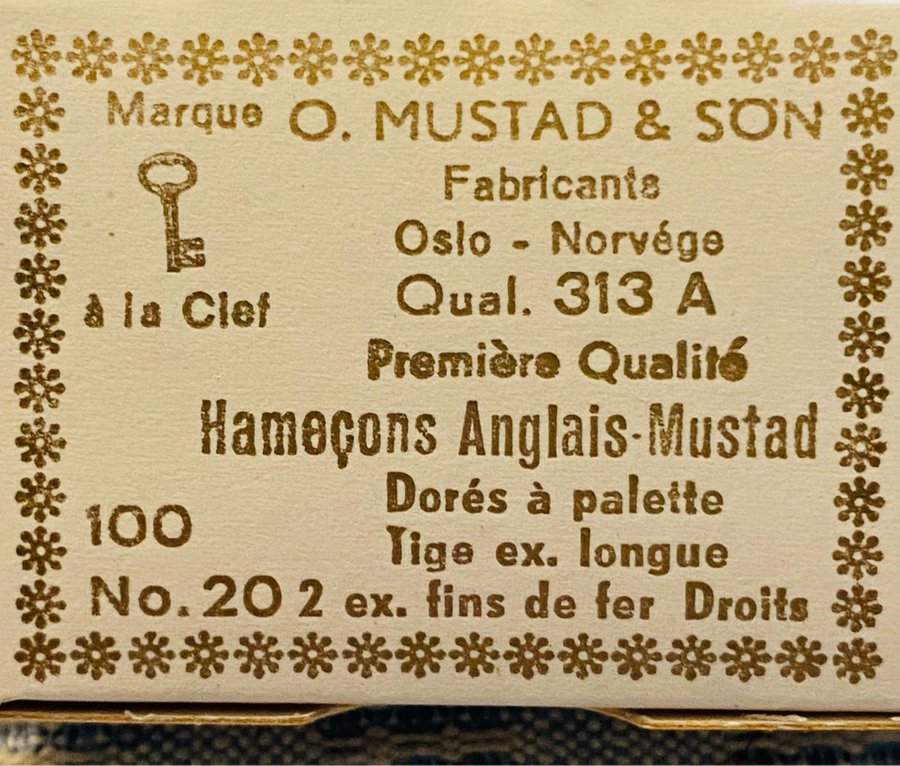 Marque O. MUSTAD & SÖN
Fabricants
Oslo - Norvége
à la Clef
Qual. 313 A
Première Qualité
Hameçons Anglais-Mustad
Dorés à palette
100
Tige ex. longue
No. 20 2 ex. fins de fer Droits